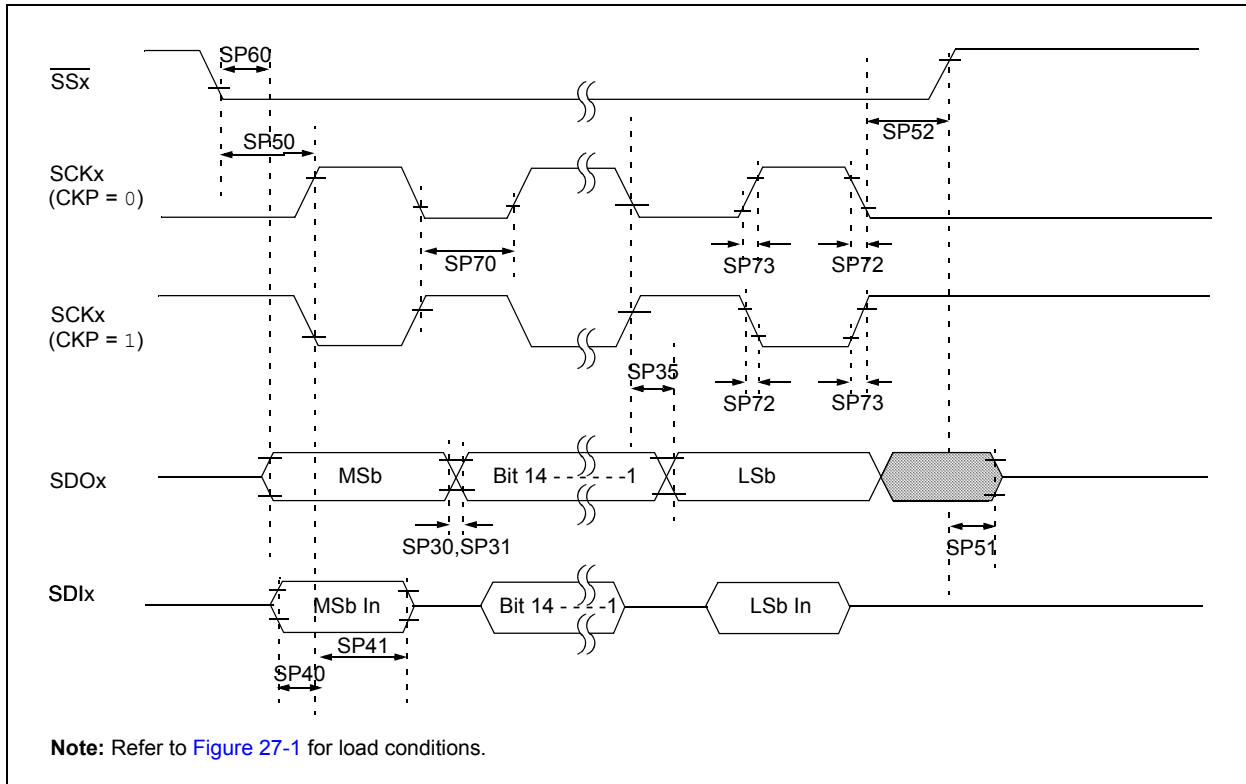 SP60
SSx
SP50
SP52
SCKx
(CKP = 0)
SP70
SP73
SP72
SCKx
(CKP = 1)
SP35
SP72
SP73
SDOx
MSb
Bit 14 - - - - - -1
LSb
SP30,SP31
SP51
SDIx
MSb In
Bit 14 - - - -1
LSb In
SP41
SP40
Note: Refer to Figure 27-1 for load conditions.